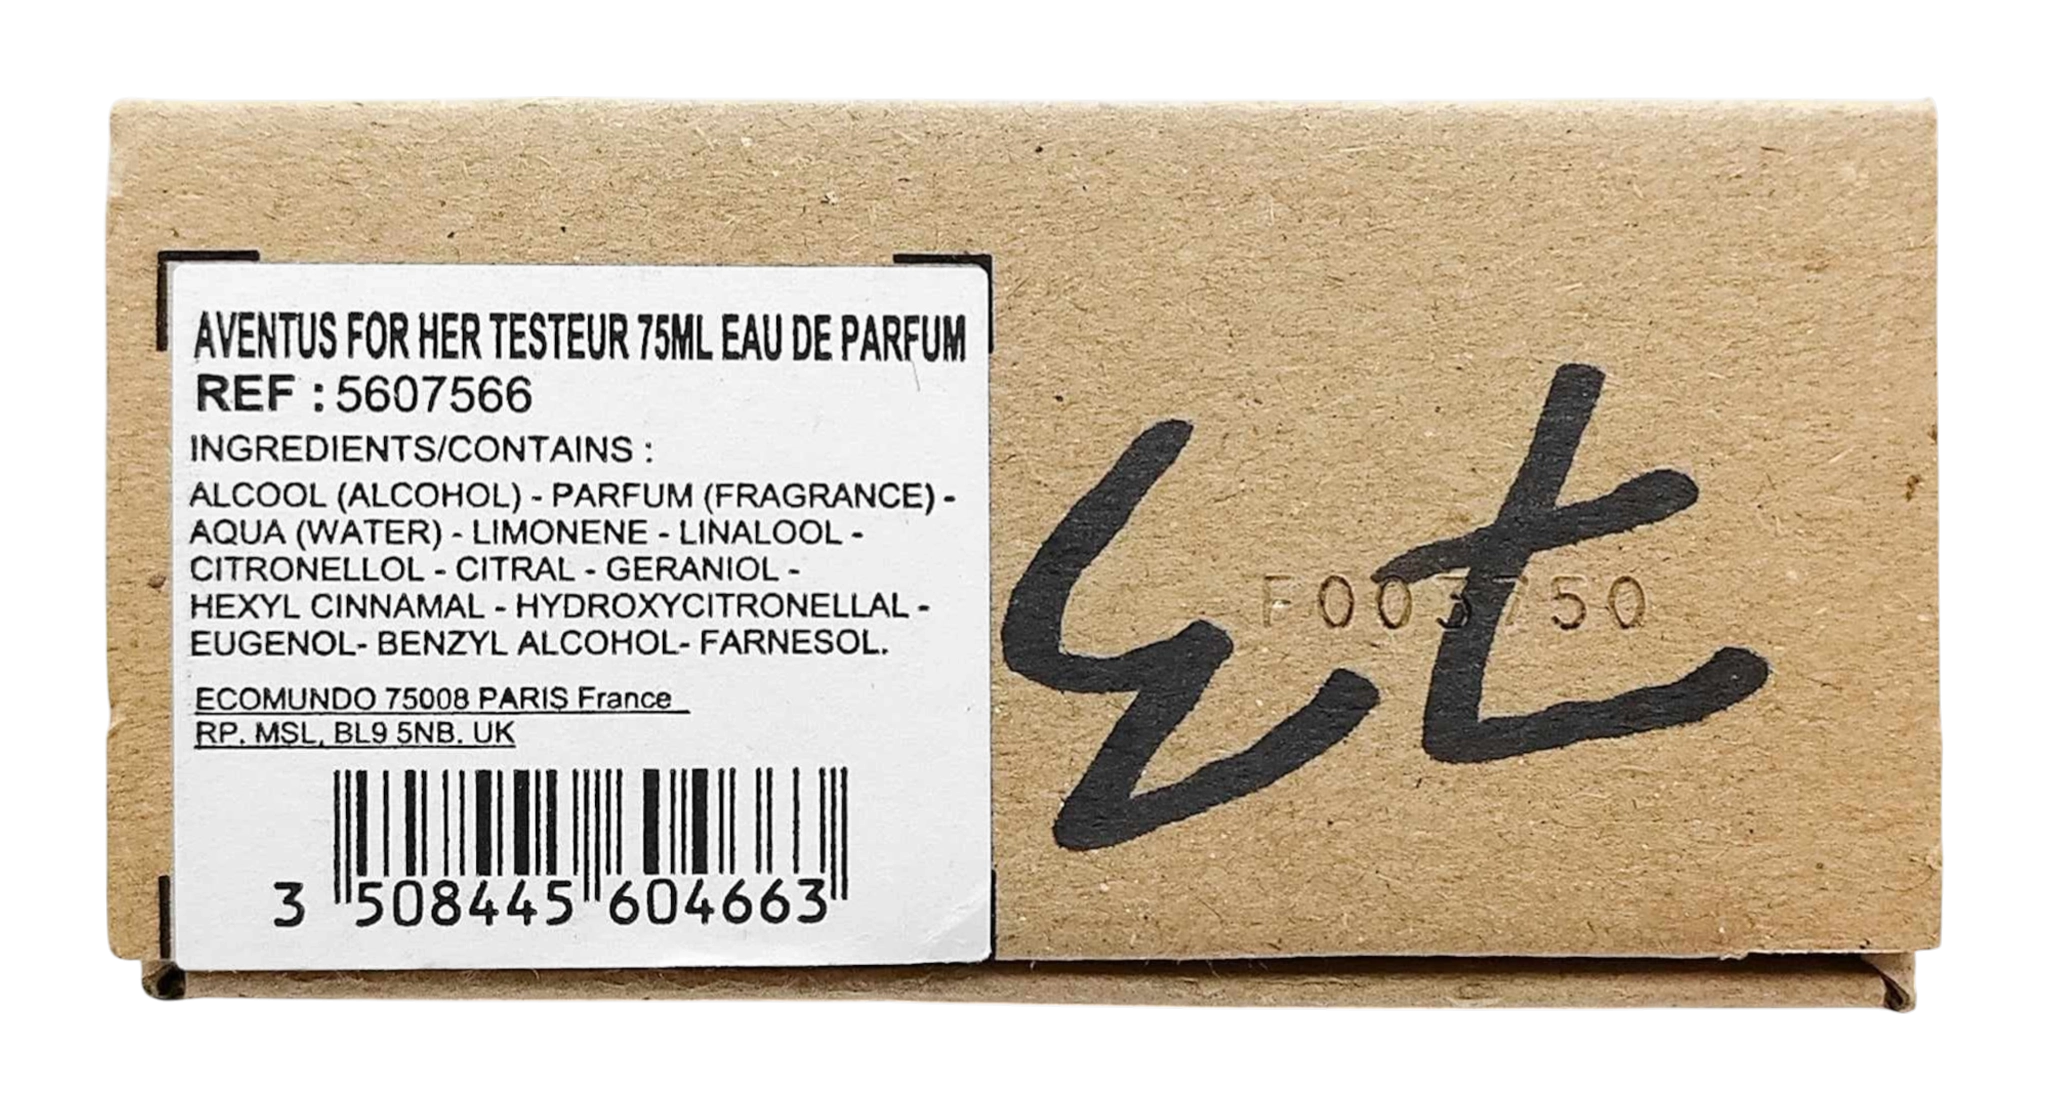 AVENTUS FOR HER TESTEUR 75ML EAU DE PARFUM
REF : 5607566
INGREDIENTS/CONTAINS :
ALCOOL (ALCOHOL) - PARFUM (FRAGRANCE) -
AQUA (WATER) - LIMONENE - LINALOOL -
CITRONELLOL - CITRAL - GERANIOL -
HEXYL CINNAMAL - HYDROXYCITRONELLAL -
EUGENOL- BENZYL ALCOHOL- FARNESOL.
ECOMUNDO 75008 PARIS France
RP. MSL, BL9 5NB. UK
3 508445 604663
F003750